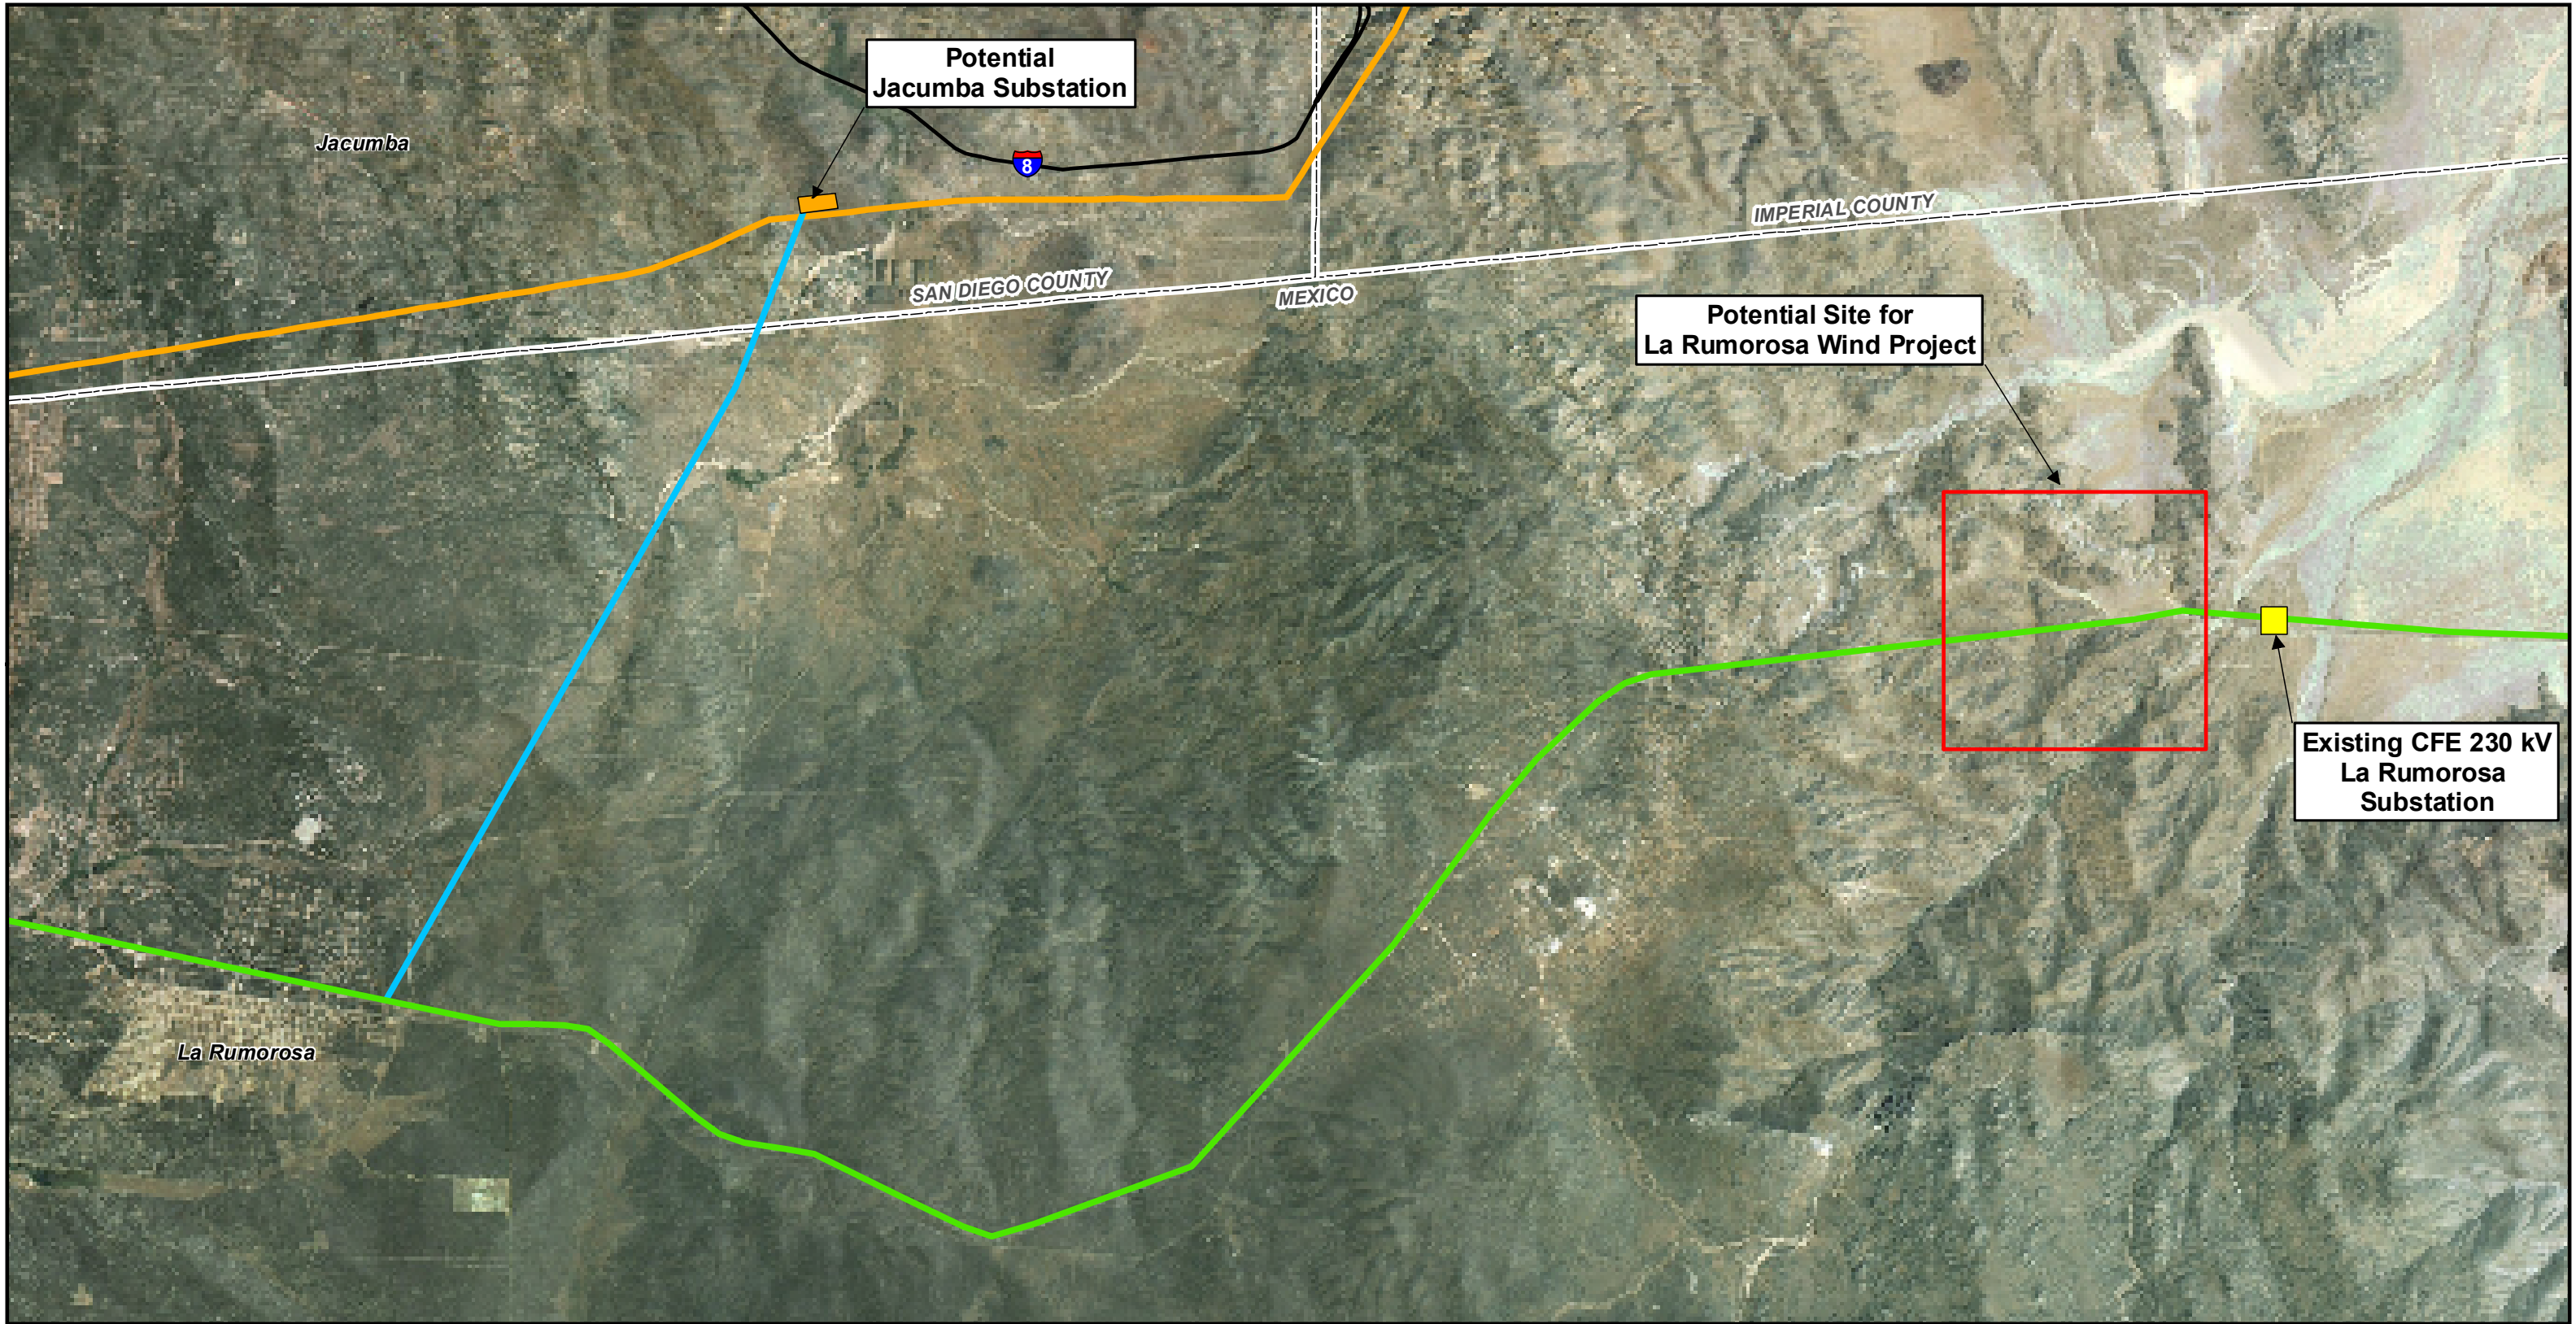 Potential
Jacumba Substation
Jacumba
8
IMPERIAL COUNTY
SAN DIEGO COUNTY
MEXICO
Potential Site for
La Rumorosa Wind Project
Existing CFE 230 kV
La Rumorosa
Substation
La Rumorosa